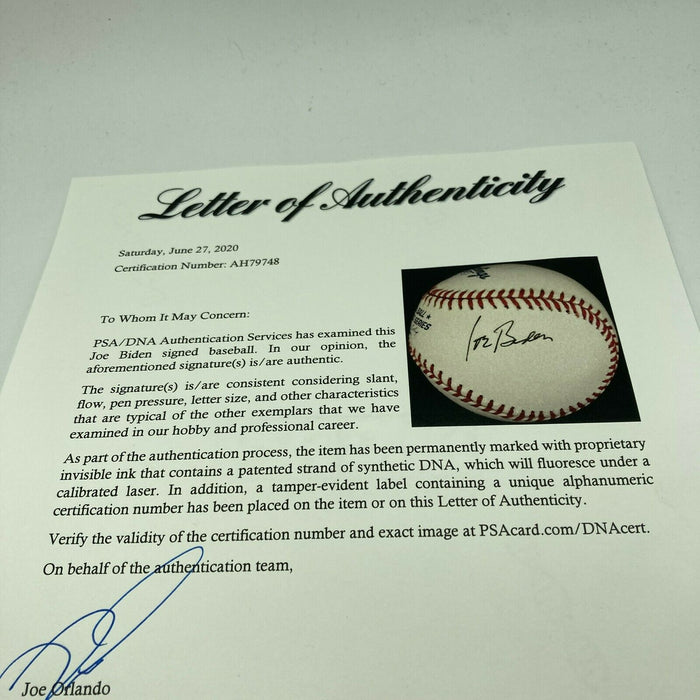 Letter of Authenticity
Saturday, June 27, 2020
Certification Number: AH79748
To Whom It May Concern:
PSA/DNA Authentication Services has examined this
Joe Biden signed baseball. In our opinion, the
aforementioned signature(s) is/are authentic.
The signature(s) is/are consistent considering slant,
flow, pen pressure, letter size, and other characteristics
that are typical of the other exemplars that we have
examined in our hobby and professional career.
Joe Biden
SERIES
As part of the authentication process, the item has been permanently marked with proprietary
invisible ink that contains a patented strand of synthetic DNA, which will fluoresce under a
calibrated laser. In addition, a tamper-evident label containing a unique alphanumeric
certification number has been placed on the item or on this Letter of Authenticity.
Verify the validity of the certification number and exact image at PSAcard.com/DNAcert.
On behalf of the authentication team,
Joe Orlando